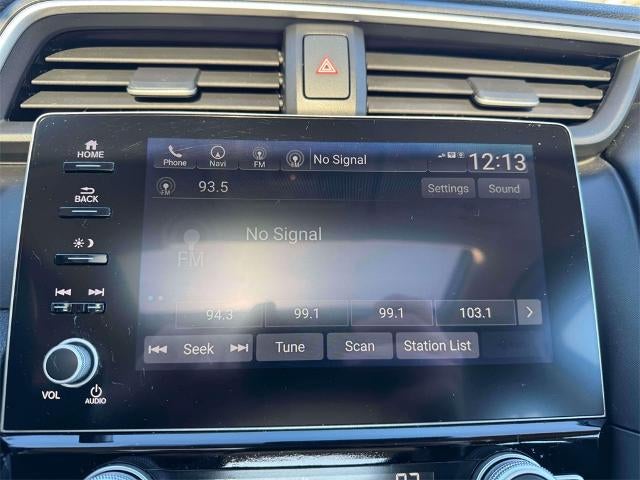 HOME
BACK
VOL
AUDIO
Phone
Navi
FM
No Signal
12:13
FM
93.5
Settings
Sound
FM
No Signal
94.3
99.1
99.1
103.1
Seek
Tune
Scan
Station List